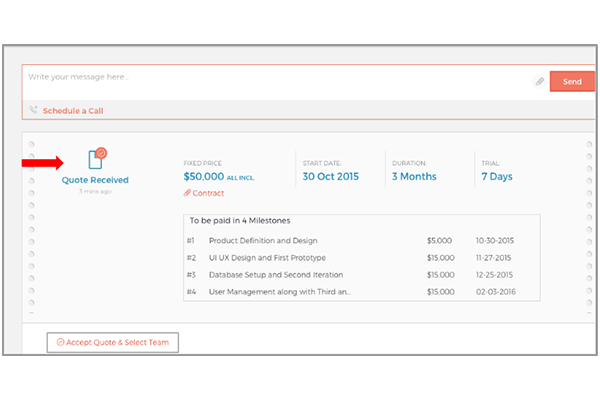 Write your message here...
Send
Schedule a Call
Quote Received
3 mins ago
FIXED PRICE
$50,000 ALL INCL.
Contract
START DATE:
30 Oct 2015
DURATION:
3 Months
TRIAL:
7 Days
To be paid in 4 Milestones
#1 Product Definition and Design $5,000 10-30-2015
#2 UI UX Design and First Prototype $15,000 11-27-2015
#3 Database Setup and Second Iteration $15,000 12-25-2015
#4 User Management along with Third an... $15,000 02-03-2016
Accept Quote & Select Team